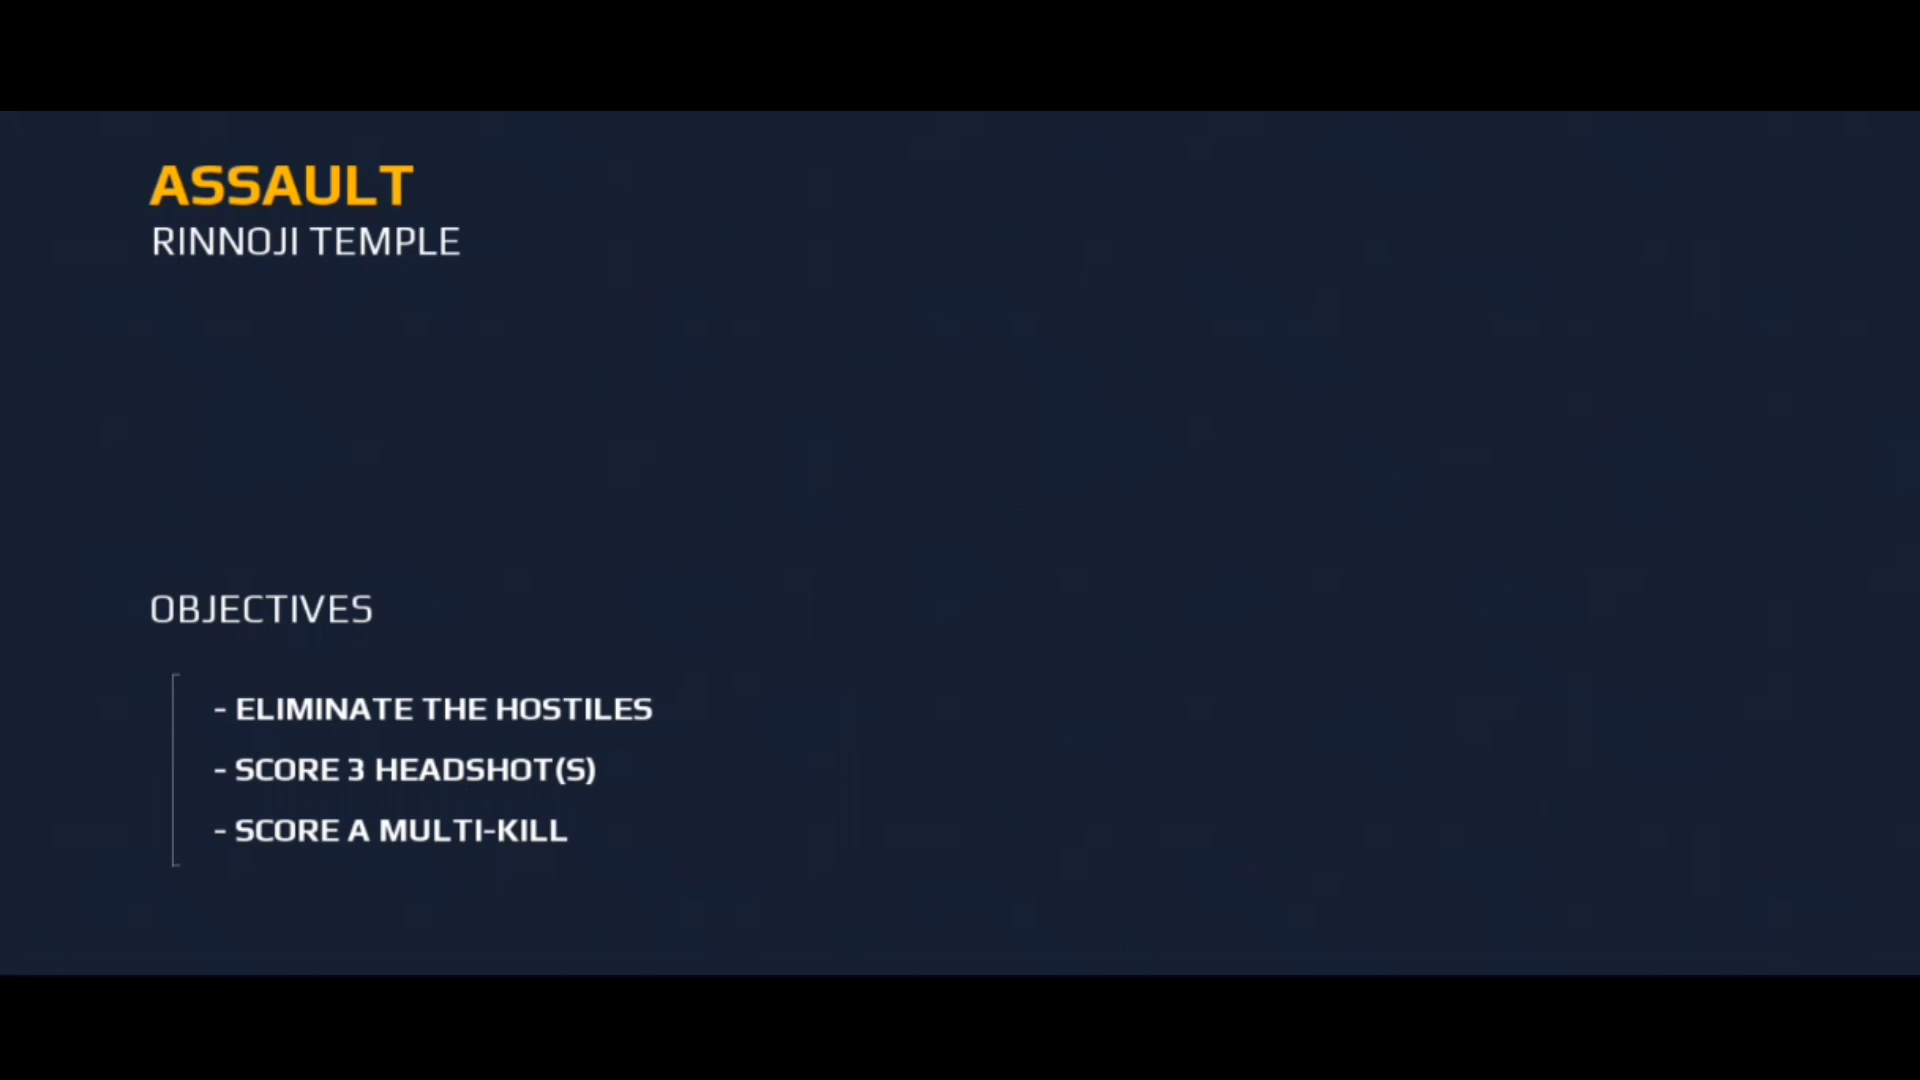 ASSAULT
RINNOJI TEMPLE
OBJECTIVES
- ELIMINATE THE HOSTILES
- SCORE 3 HEADSHOT(S)
- SCORE A MULTI-KILL